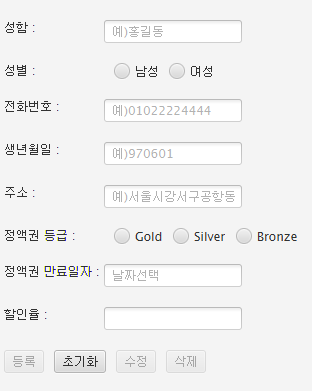 성함 : 예)홍길동
성별 : 남성 여성
전화번호 : 예)01022224444
생년월일 : 예)970601
주소 : 예)서울시강서구공항동
정액권 등급 : Gold Silver Bronze
정액권 만료일자 : 날짜선택
할인율 :
등록 초기화 수정 삭제